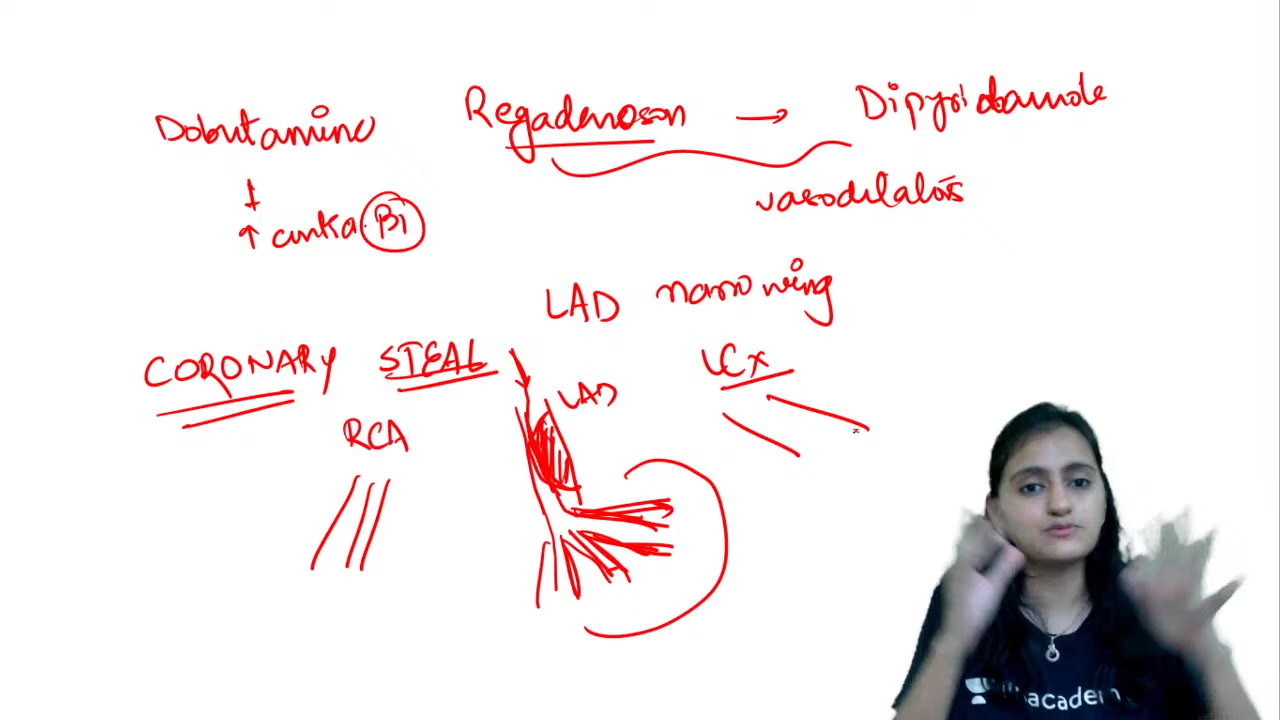 Dobutamine Regadenoson → Dipyridamole
↓
↑ contra. β1
vasodilators
LAD narrowing
CORONARY STEAL
LCx
LAD
RCA